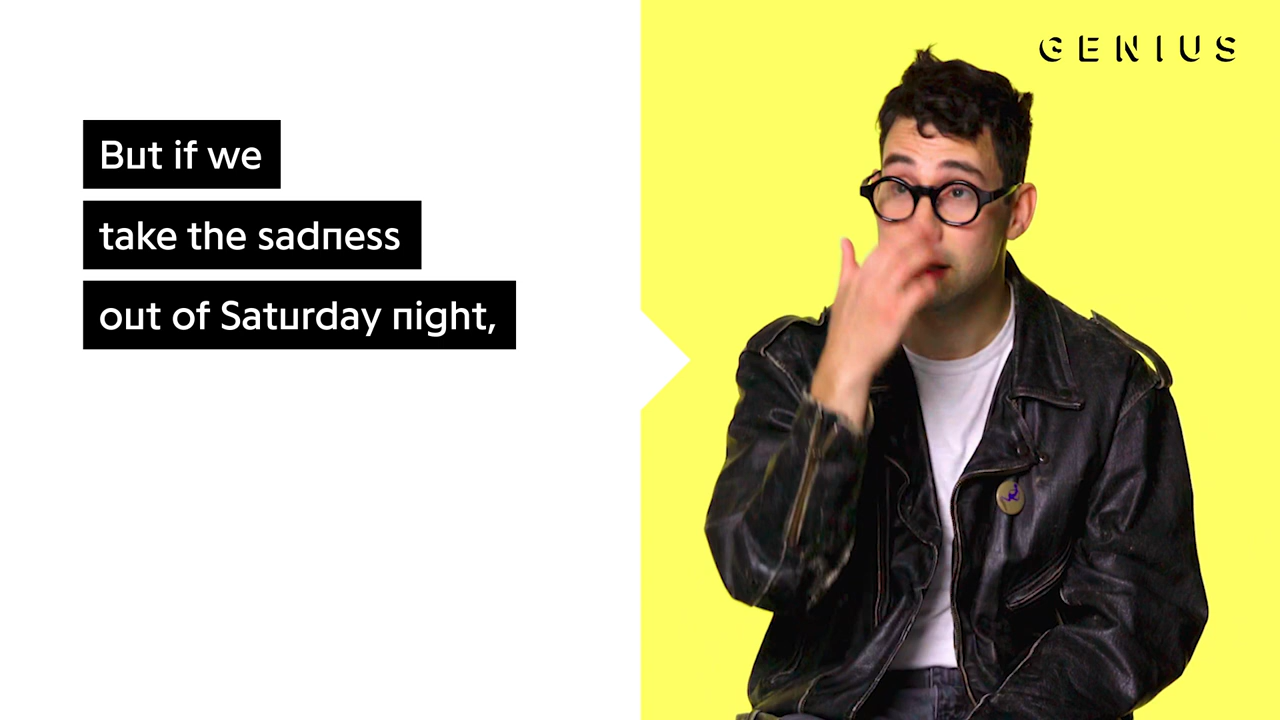 GENIUS
But if we
take the sadness
out of Saturday night,